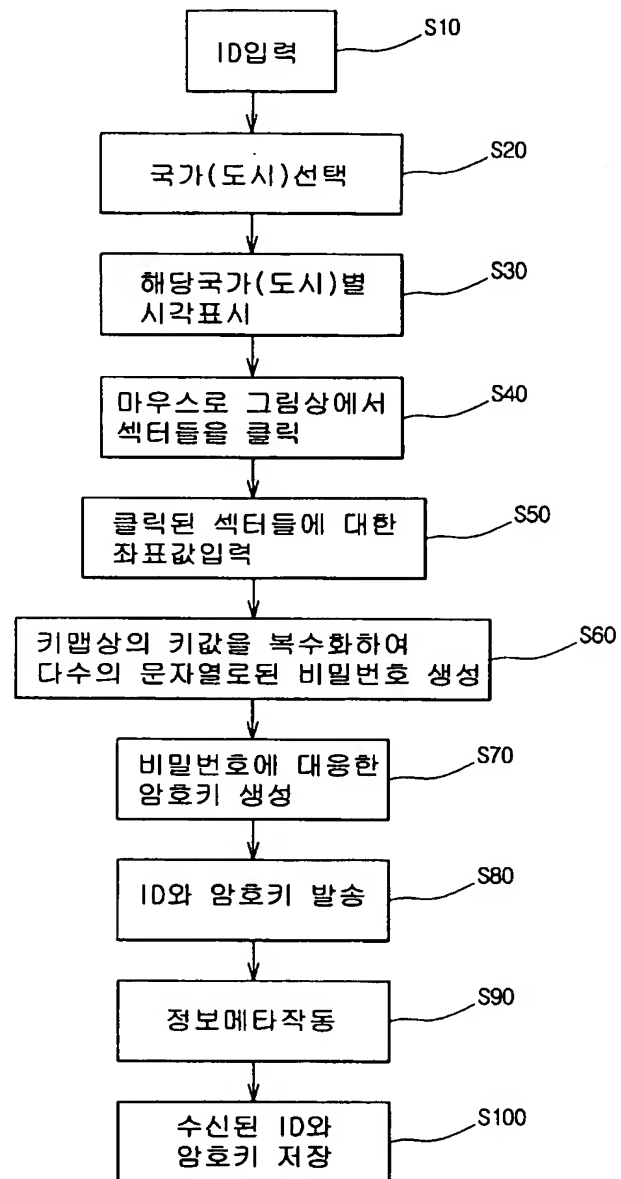 ID입력
S10
국가(도시)선택
S20
해당국가(도시)별
시각표시
S30
마우스로 그림상에서
섹터들을 클릭
S40
클릭된 섹터들에 대한
좌표값입력
S50
키맵상의 키값을 복수화하여
다수의 문자열로된 비밀번호 생성
S60
비밀번호에 대응한
암호키 생성
S70
ID와 암호키 발송
S80
정보메타작동
S90
수신된 ID와
암호키 저장
S100